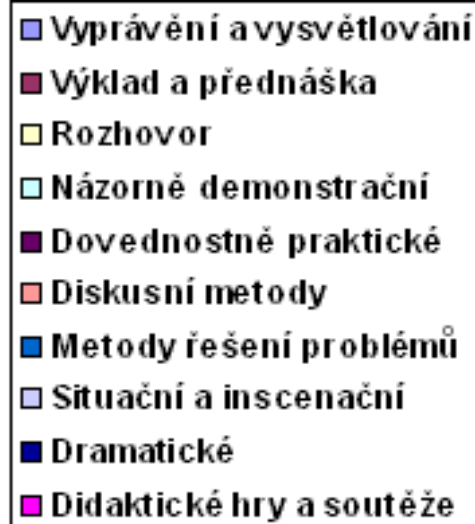 Vyprávění a vysvětlování
Výklad a přednáška
Rozhovor
Názorně demonstrační
Dovednostně praktické
Diskusní metody
Metody řešení problémů
Situační a inscenační
Dramatické
Didaktické hry a soutěže